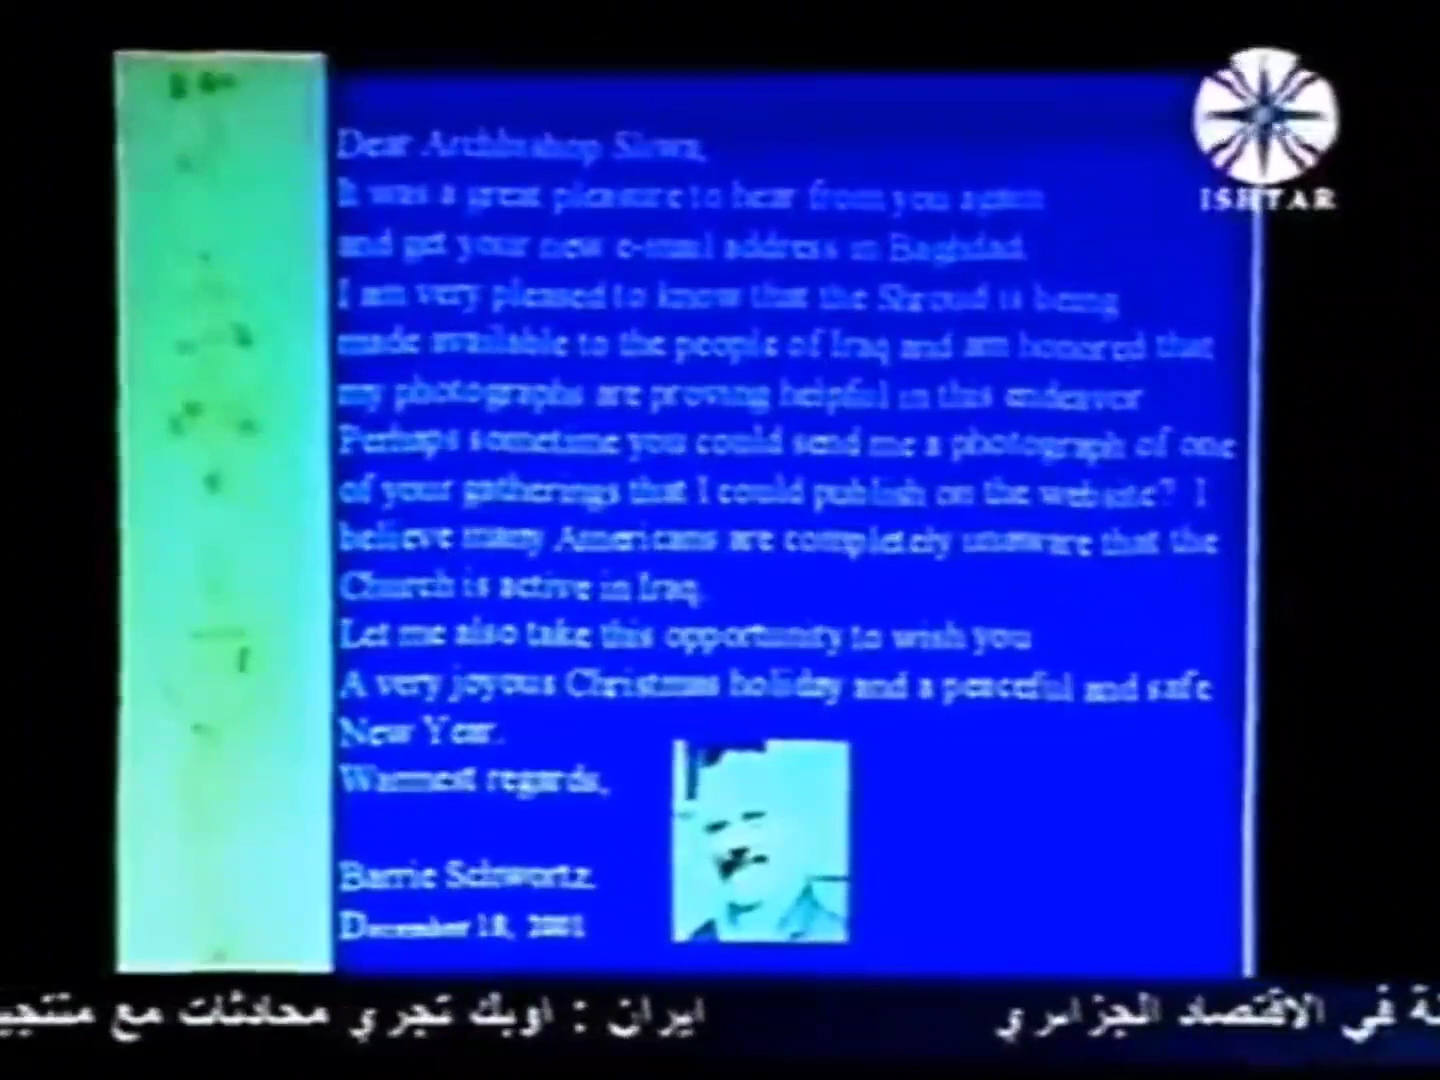 ISHTAR
Dear Archbishop Sliwa,
It was a great pleasure to hear from you again
and get your new e-mail address in Baghdad.
I am very pleased to know that the Shroud is being
made available to the people of Iraq and am honored that
my photographs are proving helpful in this endeavor
Perhaps sometime you could send me a photograph of one
of your gatherings that I could publish on the website? I
believe many Americans are completely unaware that the
Church is active in Iraq.
Let me also take this opportunity to wish you
A very joyous Christmas holiday and a peaceful and safe
New Year.
Warmest regards,
Barrie Schwortz
December 18, 2001
في الاقتصاد الجزائري
ايران : اوبك تجري محادثات مع